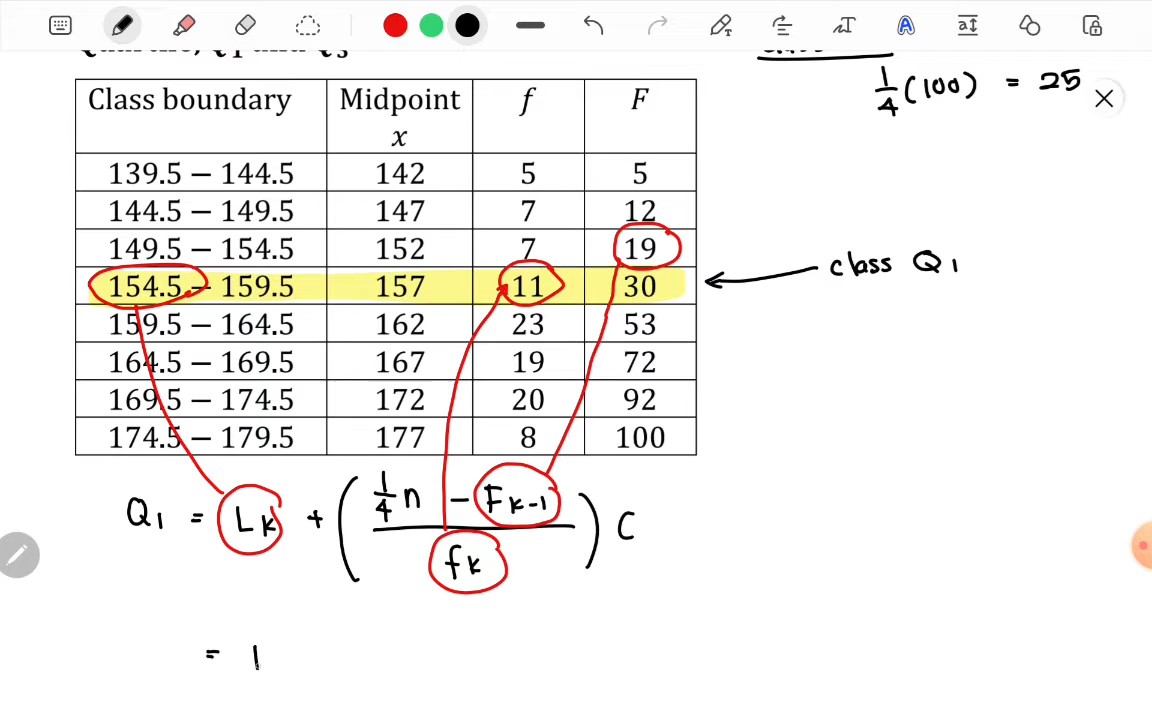 Class boundary Midpoint x f F
139.5 – 144.5 142 5 5
144.5 – 149.5 147 7 12
149.5 – 154.5 152 7 19
154.5 – 159.5 157 11 30
159.5 – 164.5 162 23 53
164.5 – 169.5 167 19 72
169.5 – 174.5 172 20 92
174.5 – 179.5 177 8 100
1/4 (100) = 25
class Q1
Q1 = Lk + ( (1/4 n – Fk-1) / fk ) C
= 1